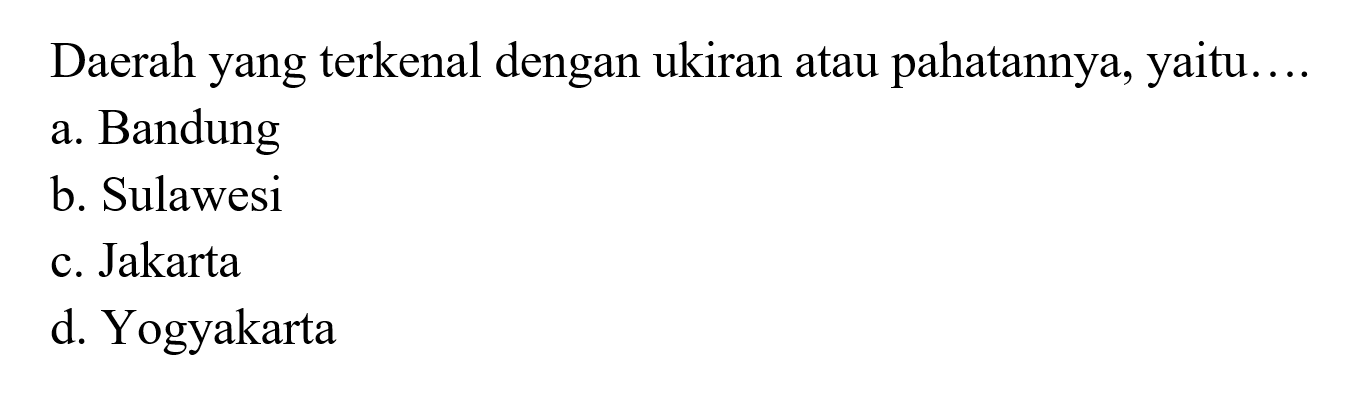 Daerah yang terkenal dengan ukiran atau pahatannya, yaitu....
a. Bandung
b. Sulawesi
c. Jakarta
d. Yogyakarta